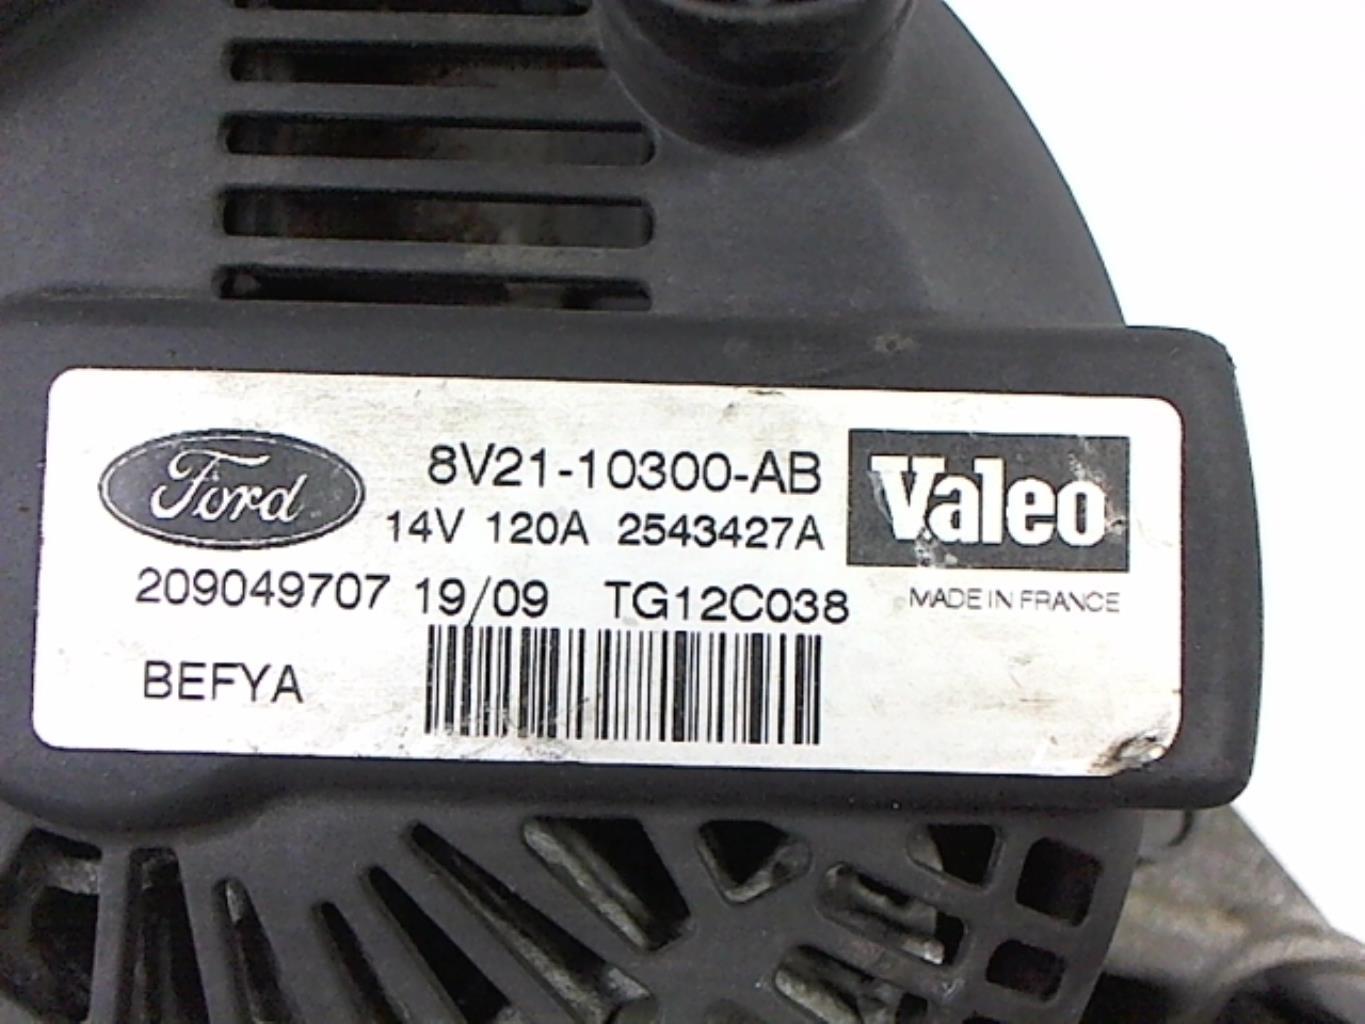 Ford
8V21-10300-AB
Valeo
14V 120A 2543427A
209049707 19/09 TG12C038
MADE IN FRANCE
BEFYA